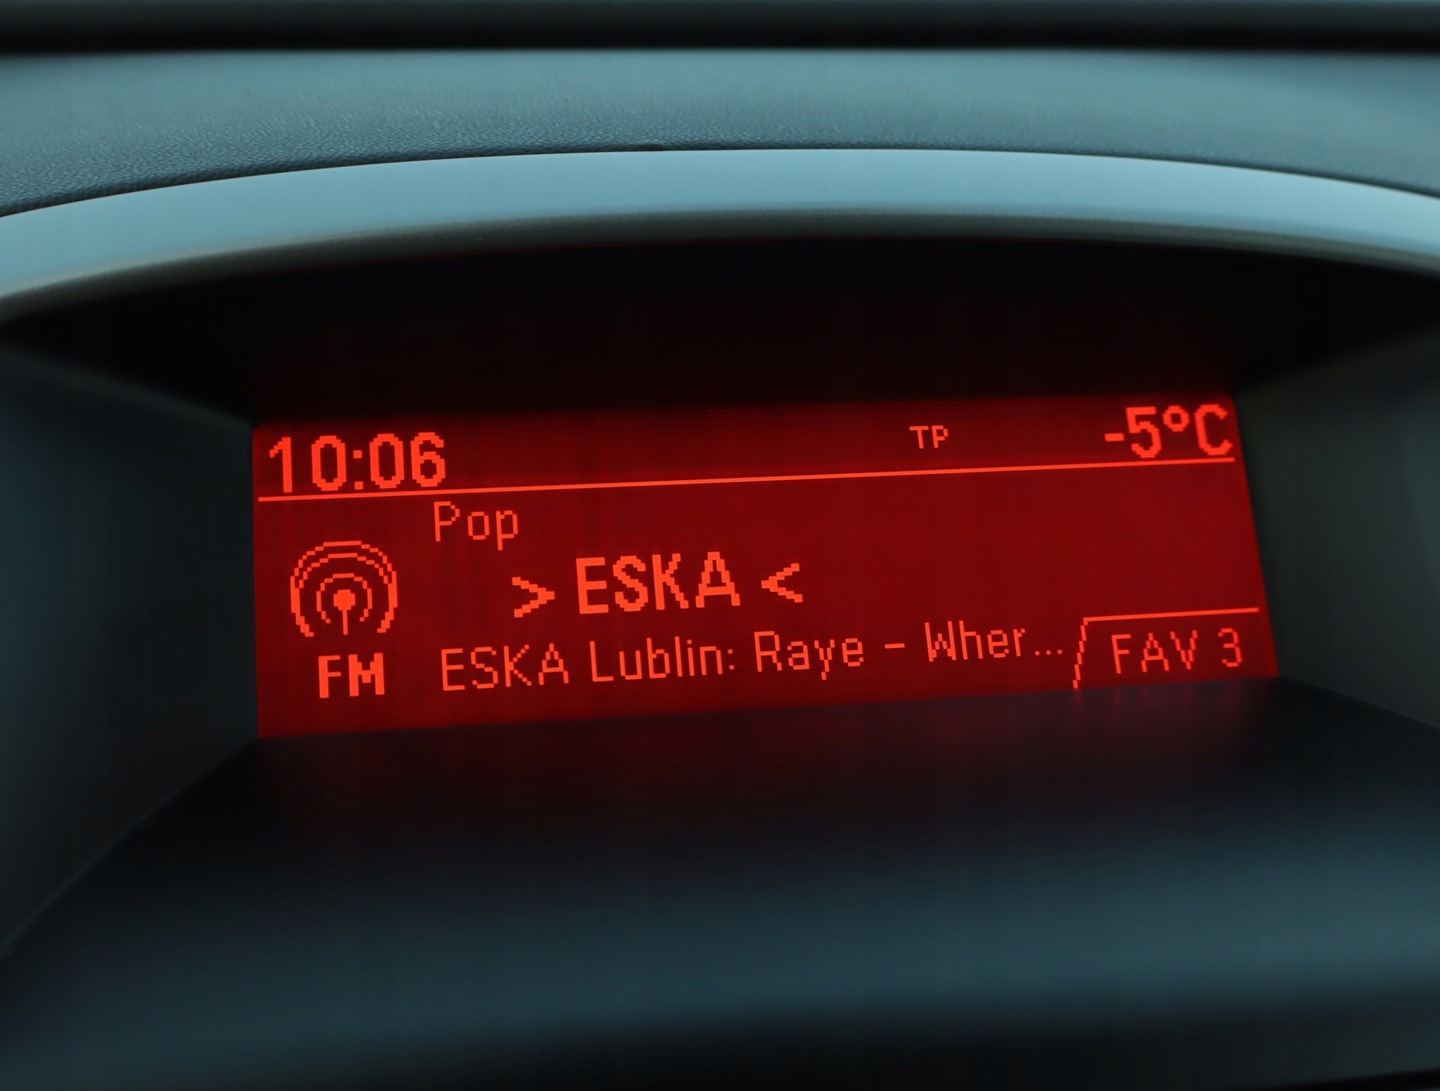 10:06 TP -5°C
Pop
> ESKA <
FM ESKA Lublin: Raye - Wher... FAV 3